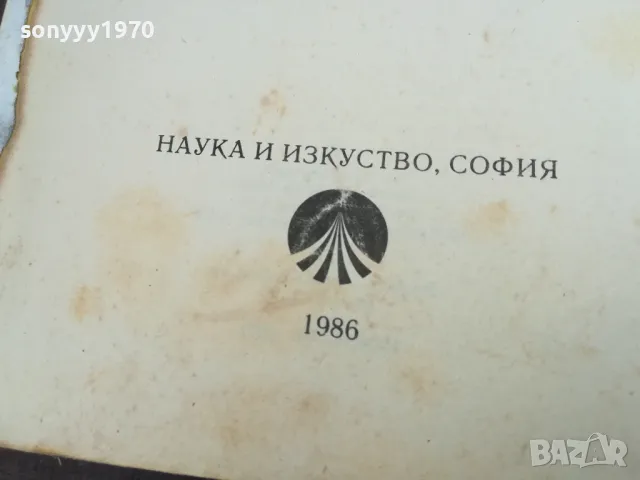 sonyyy1970
НАУКА И ИЗКУСТВО, СОФИЯ
1986
BAZAR